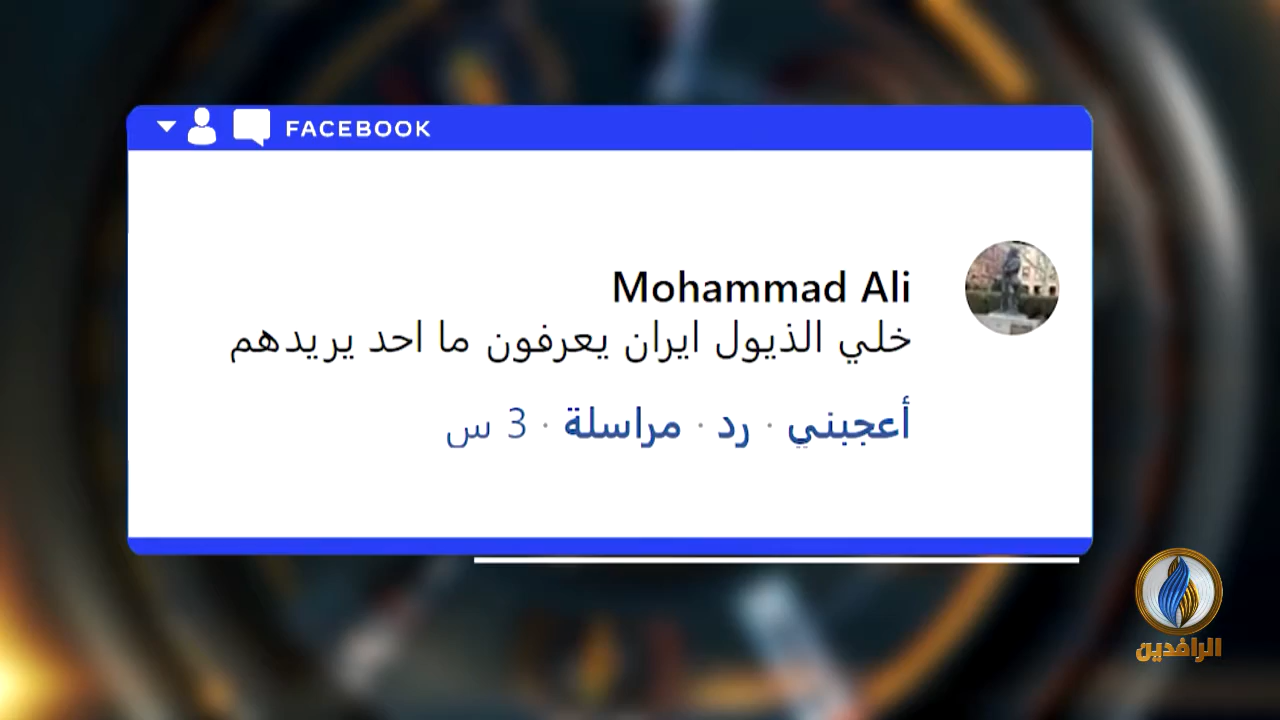 FACEBOOK
Mohammad Ali
خلي الذيول ايران يعرفون ما احد يريدهم
أعجبني · رد · مراسلة · 3 س
الرافدين